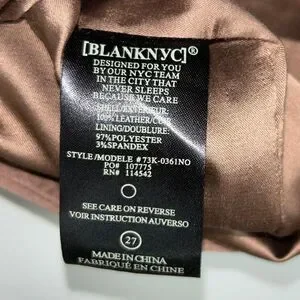 [BLANKNYC]®
DESIGNED FOR YOU
BY OUR NYC TEAM
IN THE CITY THAT
NEVER SLEEPS
BECAUSE WE CARE
SHELL/EXTERIEUR:
100% LEATHER/CUIR
LINING/DOUBLURE:
97%POLYESTER
3%SPANDEX
STYLE/MODELE #73K-0361NO
PO# 107775
RN# 114542
SEE CARE ON REVERSE
VOIR INSTRUCTION AUVERSO
27
MADE IN CHINA
FABRIQUÉ EN CHINE